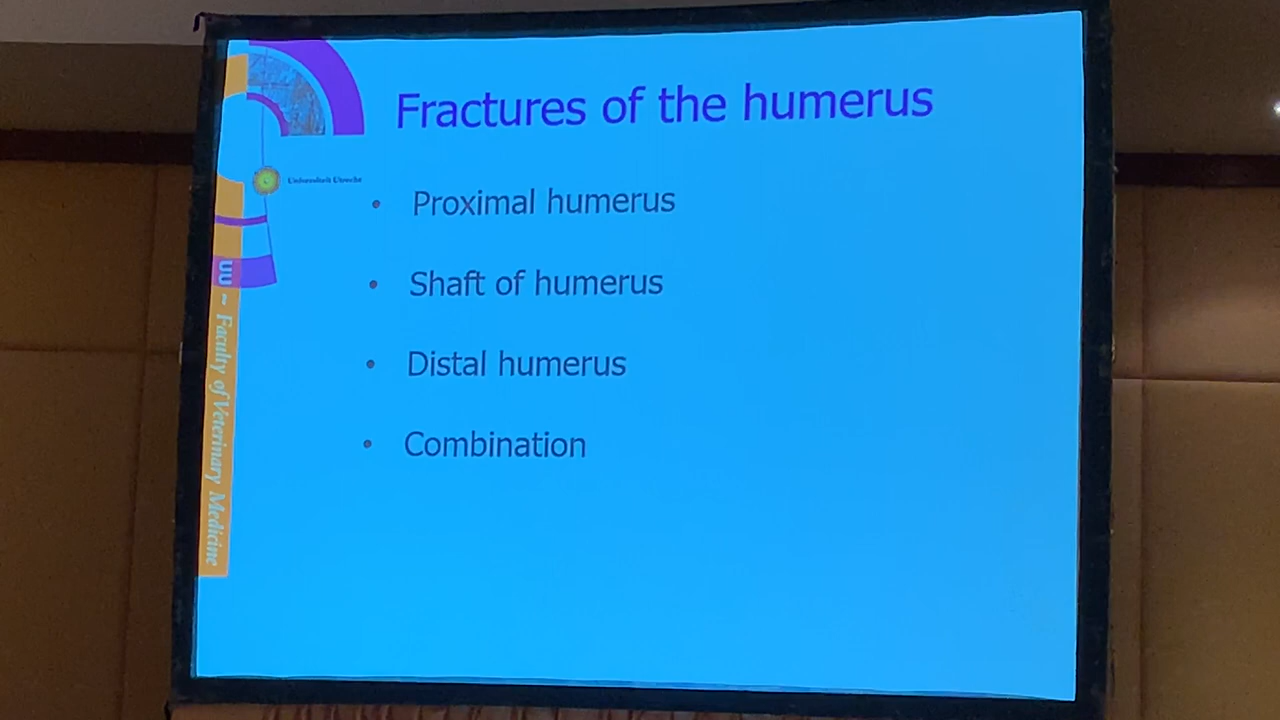 Fractures of the humerus
Universiteit Utrecht
• Proximal humerus
• Shaft of humerus
• Distal humerus
• Combination
UU ~ Faculty of Veterinary Medicine